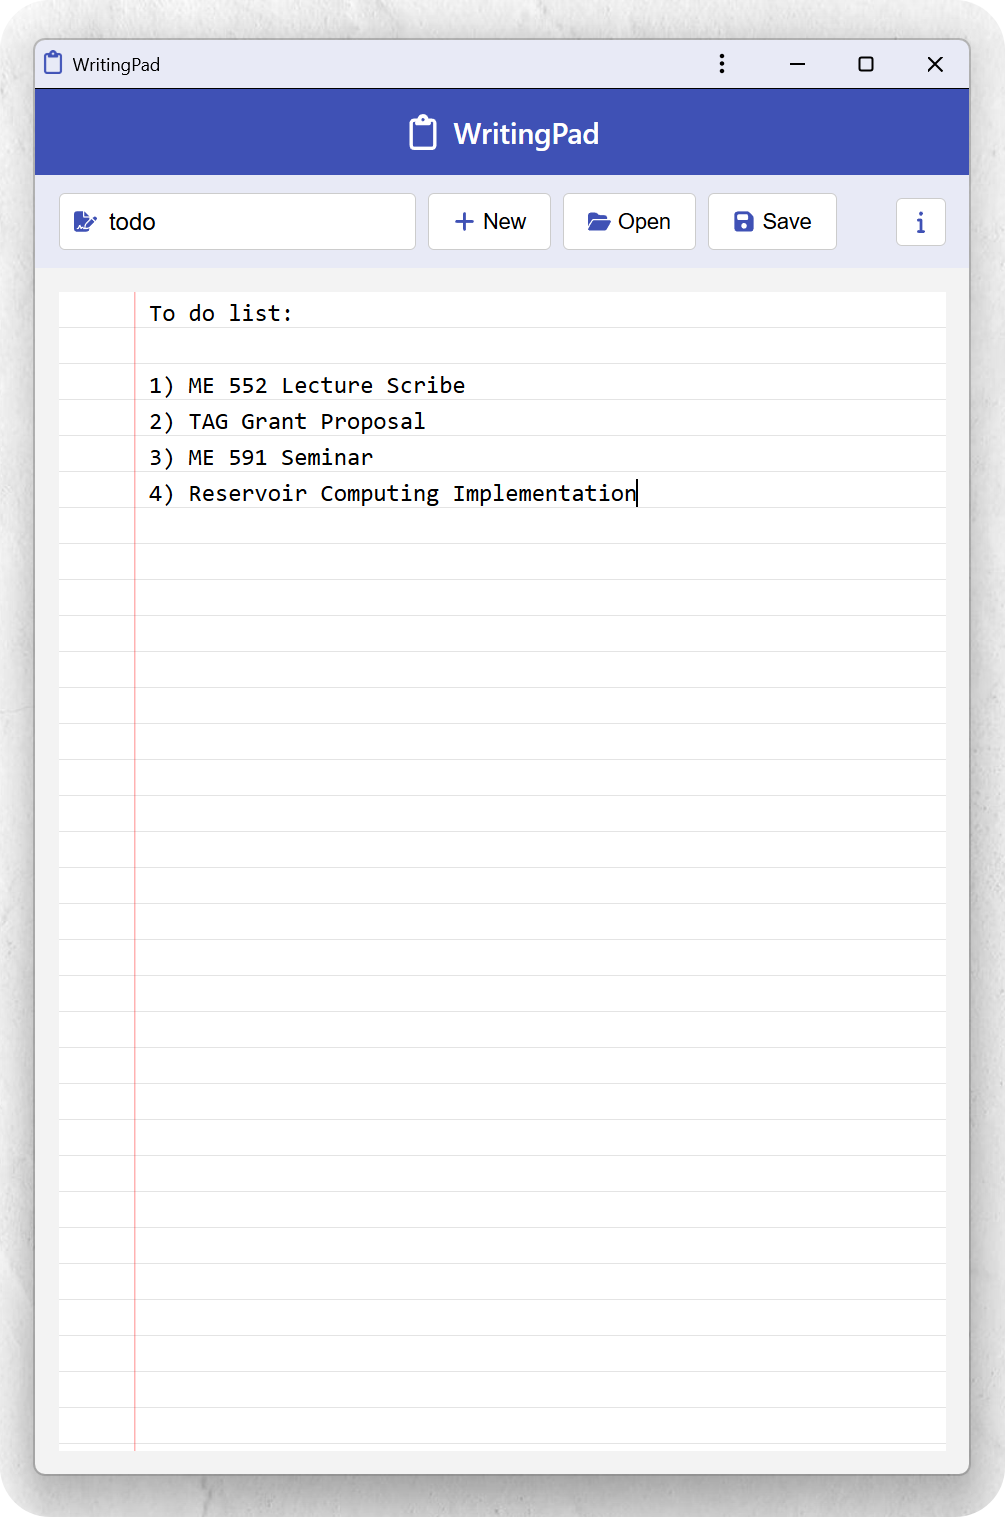 WritingPad
WritingPad
todo
New
Open
Save
i
To do list:
1) ME 552 Lecture Scribe
2) TAG Grant Proposal
3) ME 591 Seminar
4) Reservoir Computing Implementation